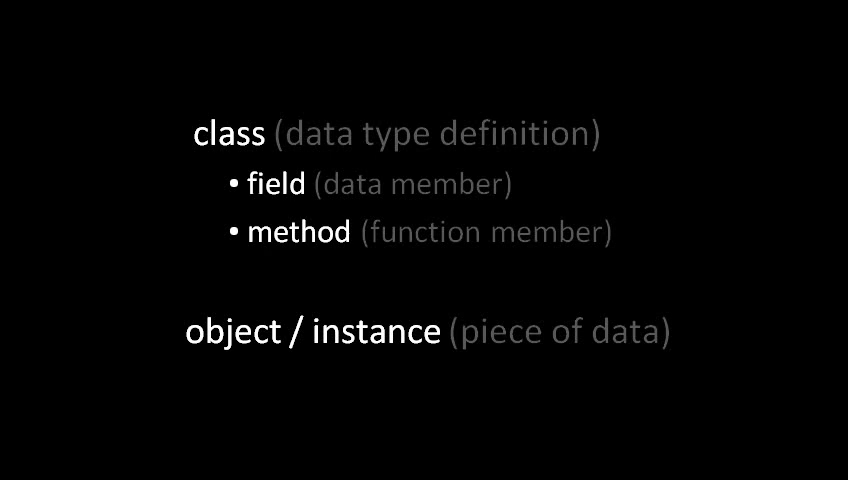 class (data type definition)
• field (data member)
• method (function member)
object / instance (piece of data)